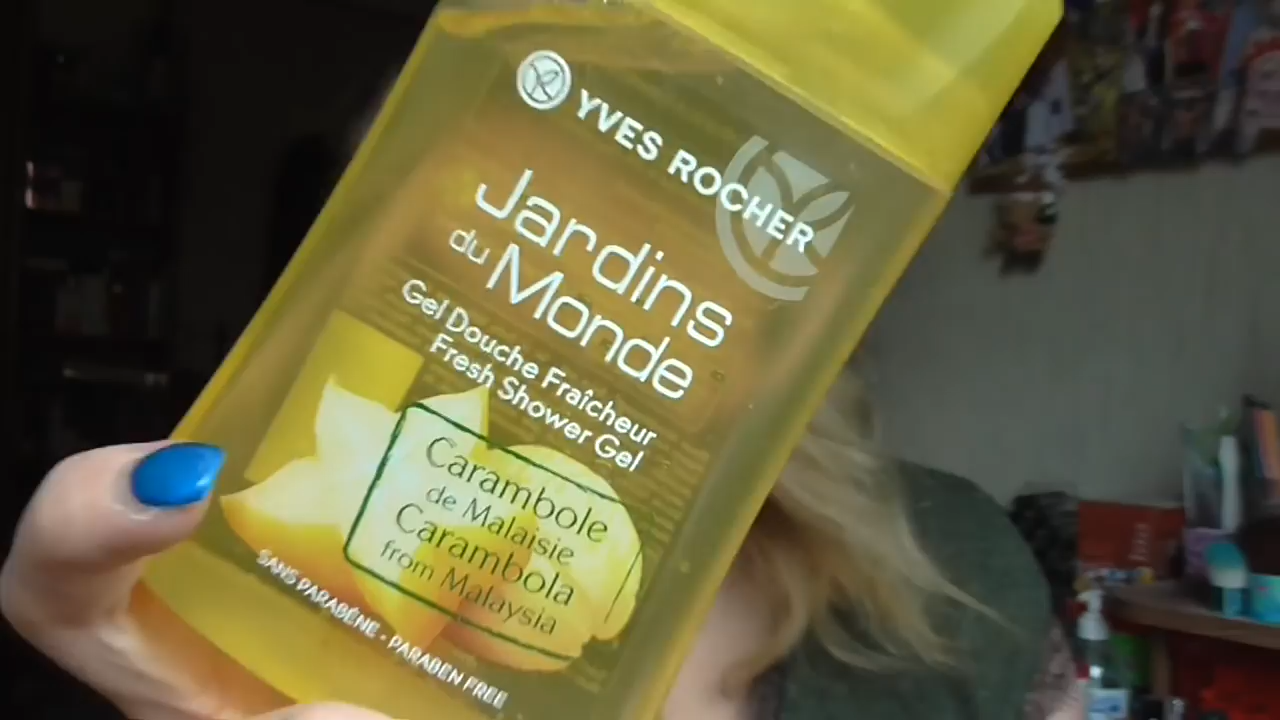 YVES ROCHER
Jardins
du Monde
Gel Douche Fraîcheur
Fresh Shower Gel
Carambole
de Malaisie
Carambola
from Malaysia
SANS PARABÉNE - PARABEN FREE